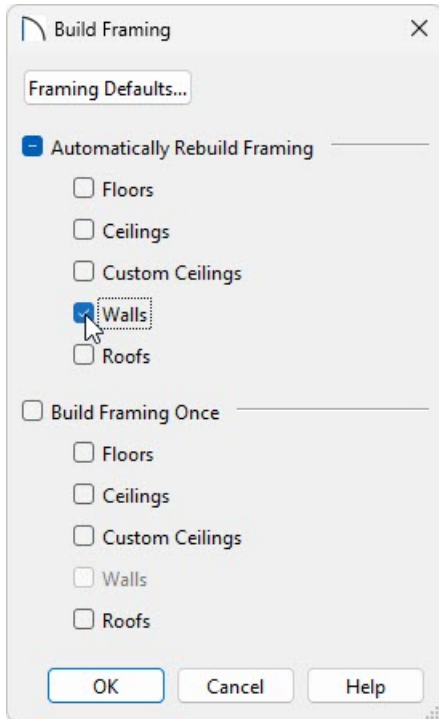 Build Framing
Framing Defaults...
Automatically Rebuild Framing
Floors
Ceilings
Custom Ceilings
Walls
Roofs
Build Framing Once
Floors
Ceilings
Custom Ceilings
Walls
Roofs
OK Cancel Help